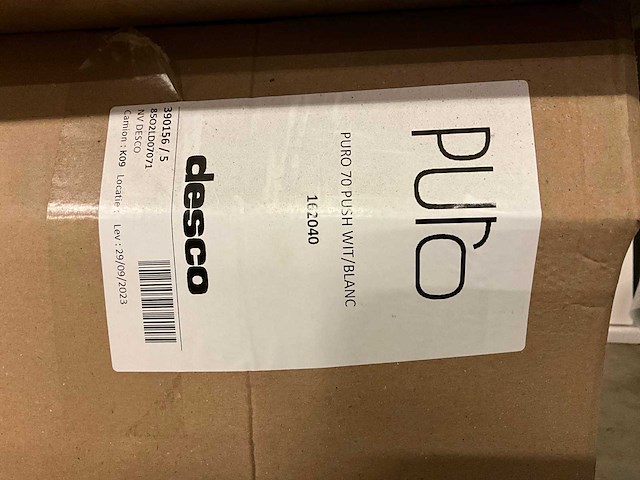 puro
PURO 70 PUSH WIT/BLANC
162040
desco
390156 / 5
8502LD07071
NV DESCO
Camion : K09 Locatie : Lev : 29/09/2023